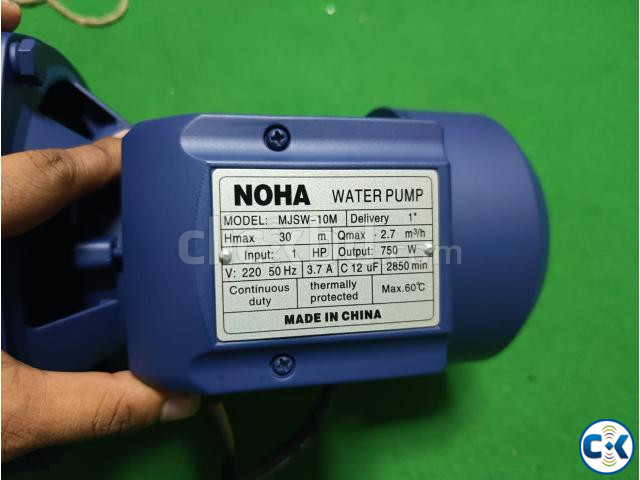 NOHA WATER PUMP
MODEL: MJSW-10M Delivery 1"
Hmax 30 m Qmax 2.7 m³/h
Input: 1 HP Output: 750 W
V: 220 50 Hz 3.7 A C 12 uF 2850 min
Continuous duty thermally protected Max.60℃
MADE IN CHINA
CK